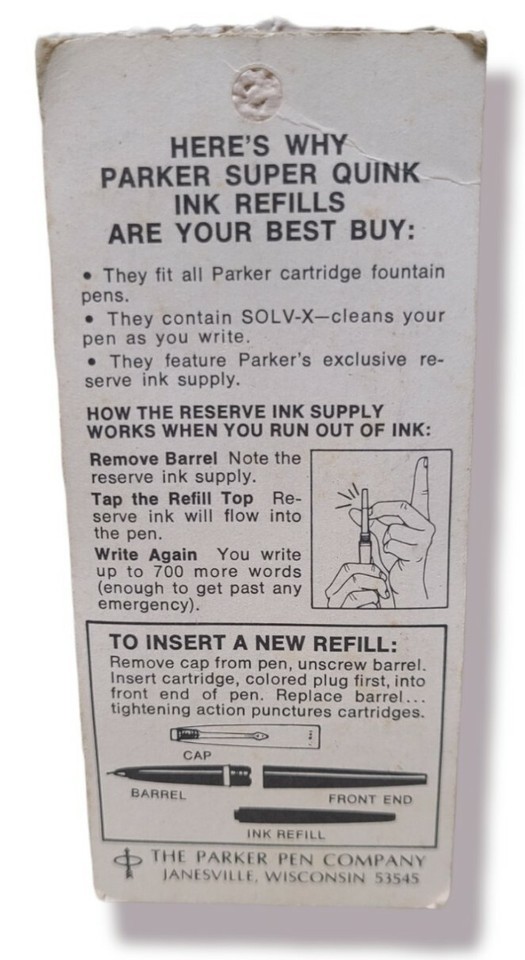 HERE'S WHY
PARKER SUPER QUINK
INK REFILLS
ARE YOUR BEST BUY:
• They fit all Parker cartridge fountain
pens.
• They contain SOLV-X—cleans your
pen as you write.
• They feature Parker's exclusive re-
serve ink supply.
HOW THE RESERVE INK SUPPLY
WORKS WHEN YOU RUN OUT OF INK:
Remove Barrel Note the
reserve ink supply.
Tap the Refill Top Re-
serve ink will flow into
the pen.
Write Again You write
up to 700 more words
(enough to get past any
emergency).
TO INSERT A NEW REFILL:
Remove cap from pen, unscrew barrel.
Insert cartridge, colored plug first, into
front end of pen. Replace barrel...
tightening action punctures cartridges.
CAP
BARREL
FRONT END
INK REFILL
THE PARKER PEN COMPANY
JANESVILLE, WISCONSIN 53545